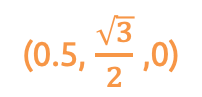 (0.5, √3/2 ,0)